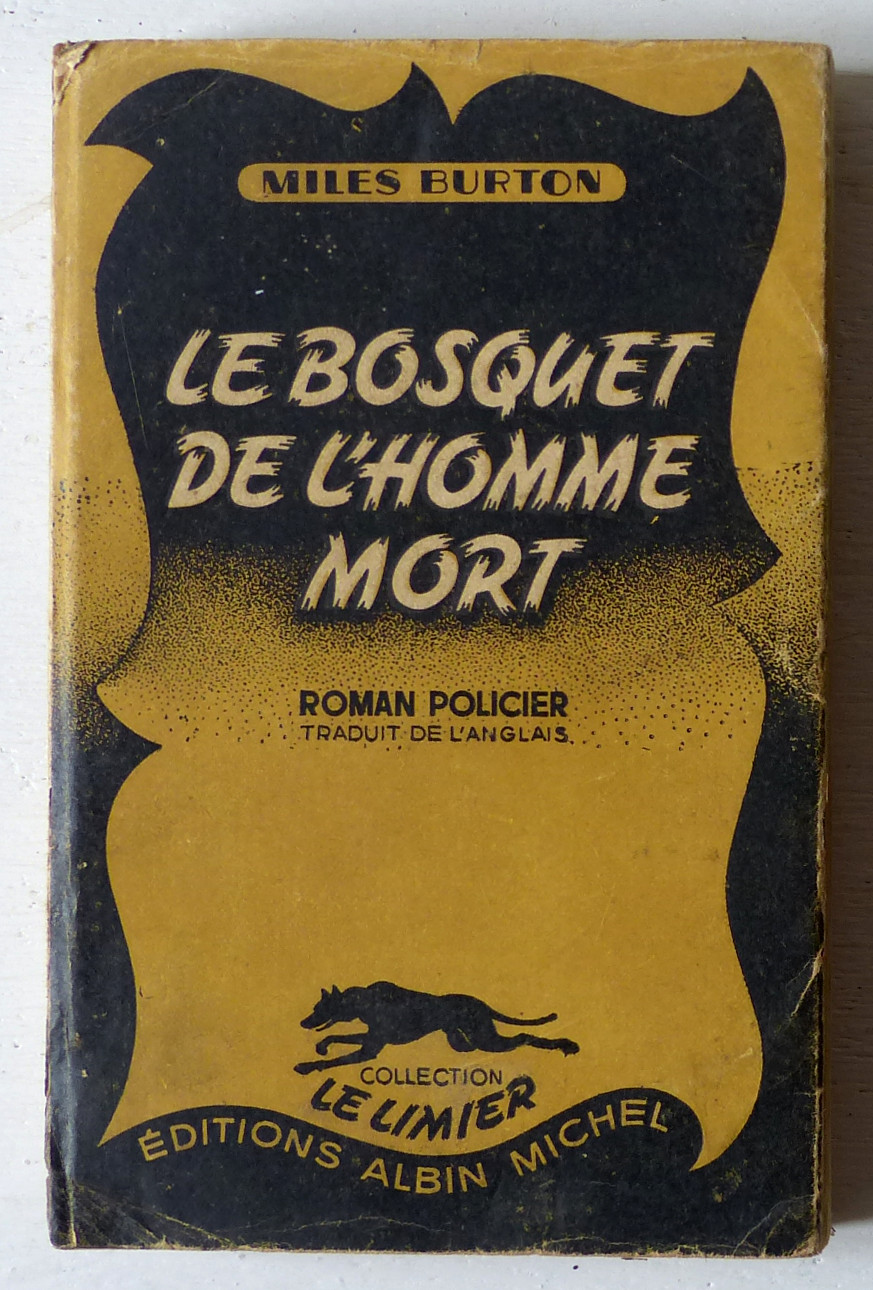 MILES BURTON
LE BOSQUET
DE L'HOMME
MORT
ROMAN POLICIER
TRADUIT DE L'ANGLAIS
COLLECTION
LE LIMIER
ÉDITIONS ALBIN MICHEL